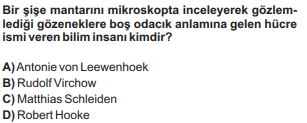 Bir şişe mantarını mikroskopta inceleyerek gözlem-
lediği gözeneklere boş odacık anlamına gelen hücre
ismi veren bilim insanı kimdir?
A) Antonie von Leewenhoek
B) Rudolf Virchow
C) Matthias Schleiden
D) Robert Hooke